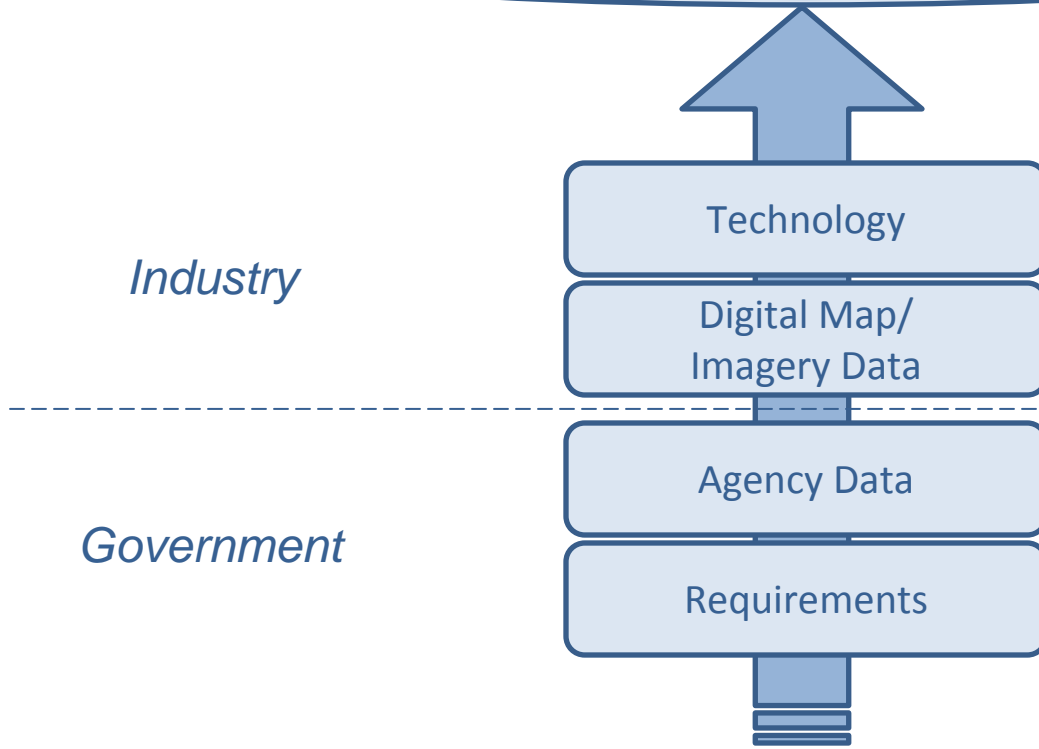 Technology
Industry
Digital Map/
Imagery Data
Agency Data
Government
Requirements